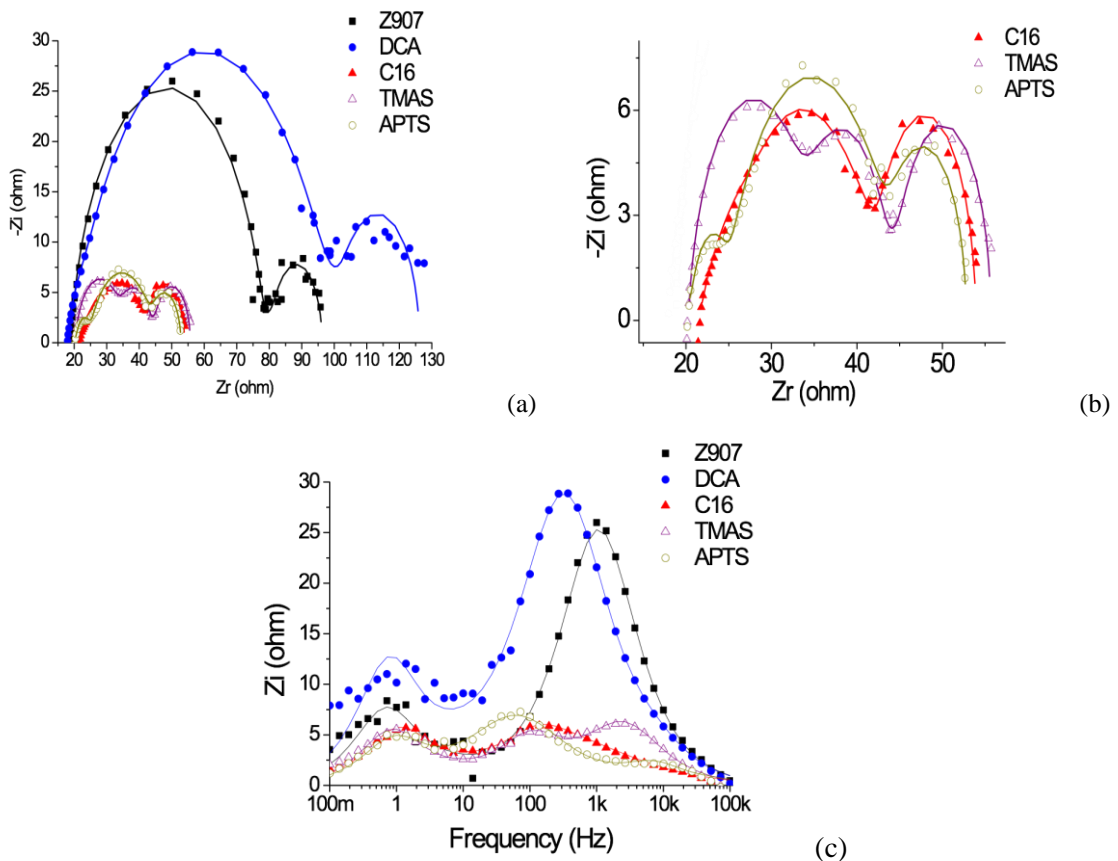 Z907
DCA
C16
TMAS
APTS
30
25
20
15
10
5
0
-Zi (ohm)
20 30 40 50 60 70 80 90 100 110 120 130
Zr (ohm)
(a)
C16
TMAS
APTS
6
3
0
-Zi (ohm)
20 30 40 50
Zr (ohm)
(b)
Z907
DCA
C16
TMAS
APTS
30
25
20
15
10
5
0
Zi (ohm)
100m 1 10 100 1k 10k 100k
Frequency (Hz)
(c)